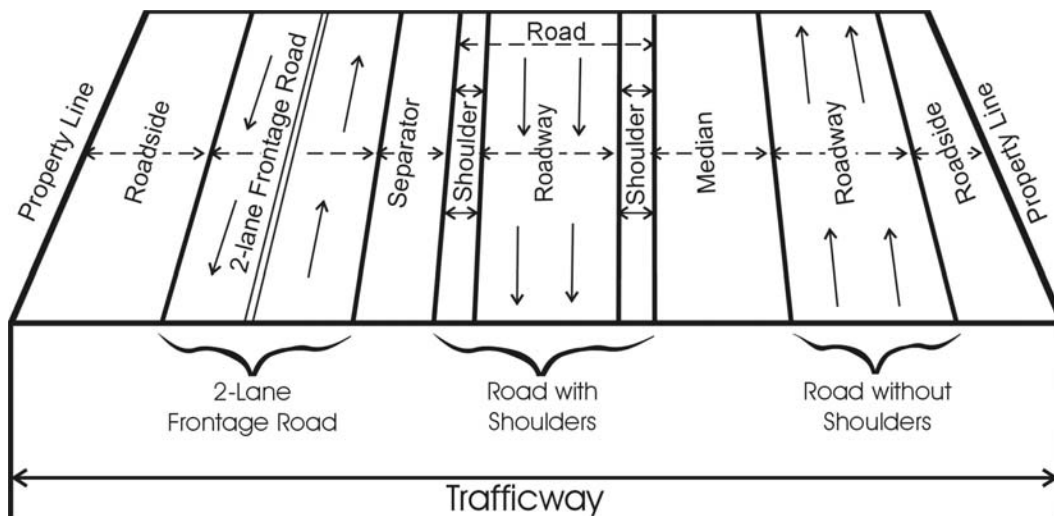 Road
Property Line
Roadside
2-lane Frontage Road
Separator
Shoulder
Roadway
Shoulder
Median
Roadway
Roadside
Property Line
2-Lane
Frontage Road
Road with
Shoulders
Road without
Shoulders
Trafficway